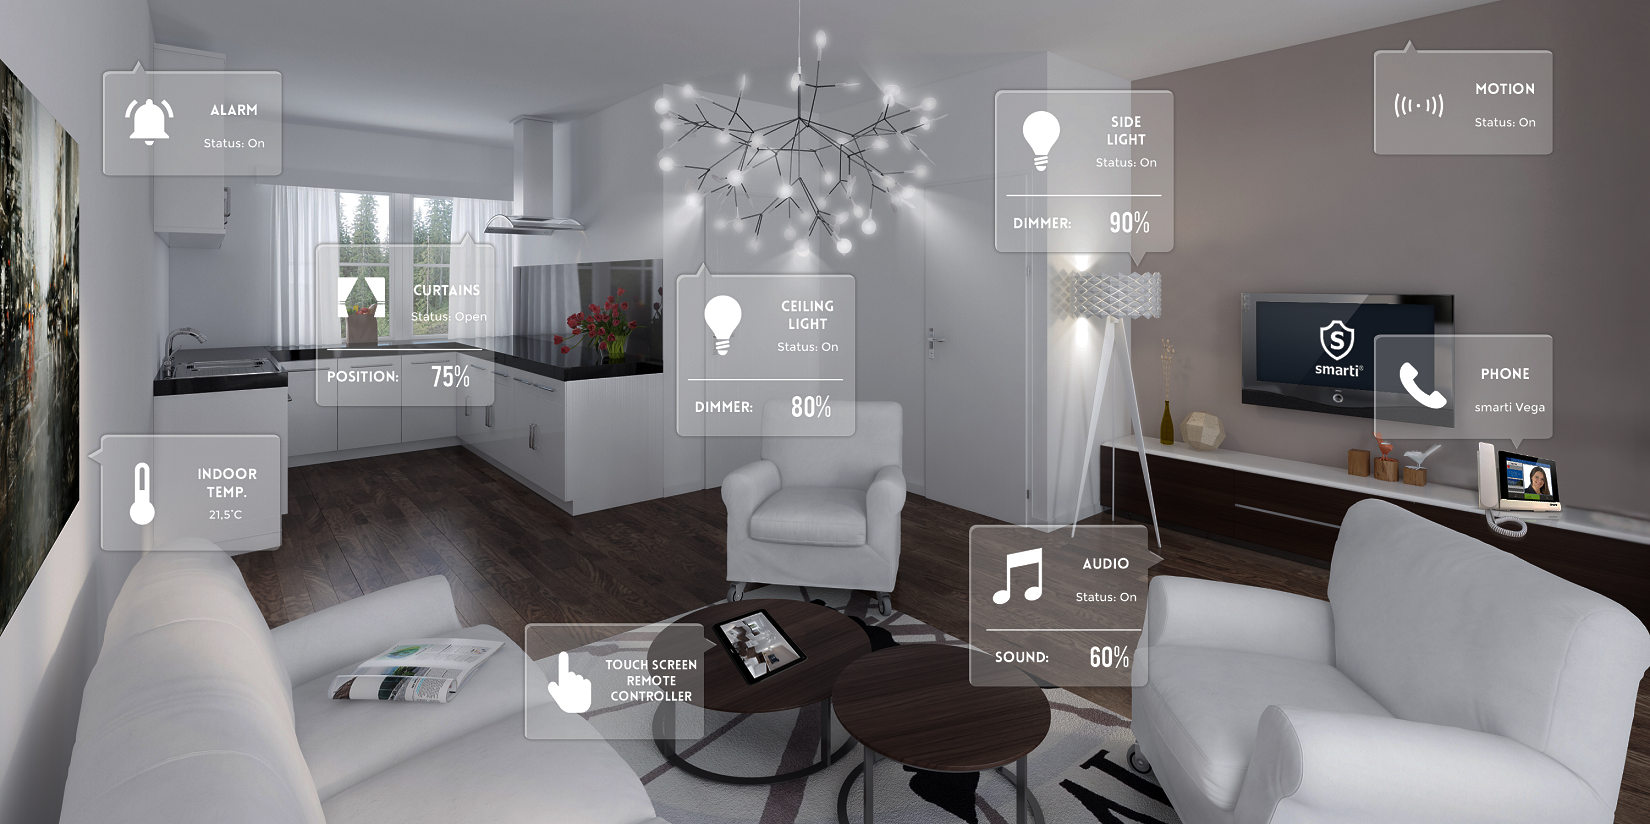 ALARM
Status: On
MOTION
Status: On
SIDE
LIGHT
Status: On
DIMMER: 90%
CURTAINS
Status: Open
POSITION: 75%
CEILING
LIGHT
Status: On
DIMMER: 80%
S
smarti®
PHONE
smarti Vega
INDOOR
TEMP.
21,5°C
AUDIO
Status: On
SOUND: 60%
TOUCH SCREEN
REMOTE
CONTROLLER